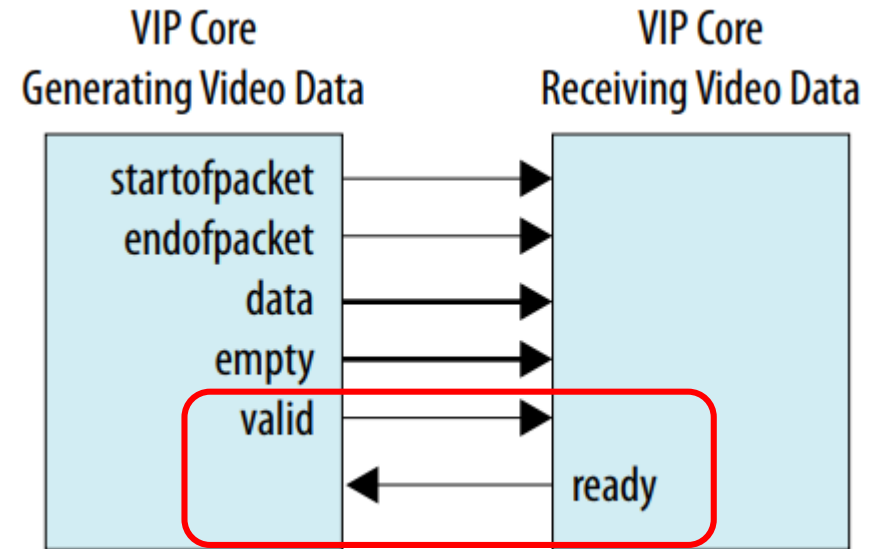 VIP Core
Generating Video Data
VIP Core
Receiving Video Data
startofpacket
endofpacket
data
empty
valid
ready